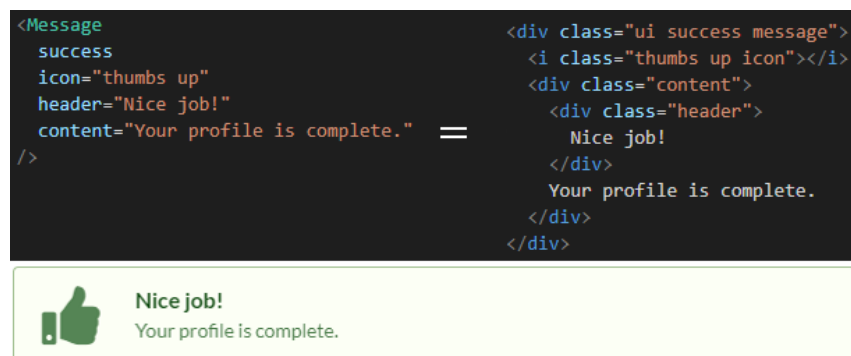 <Message
  success
  icon="thumbs up"
  header="Nice job!"
  content="Your profile is complete."
/>
=
<div class="ui success message">
  <i class="thumbs up icon"></i>
  <div class="content">
    <div class="header">
      Nice job!
    </div>
    Your profile is complete.
  </div>
</div>
Nice job!
Your profile is complete.